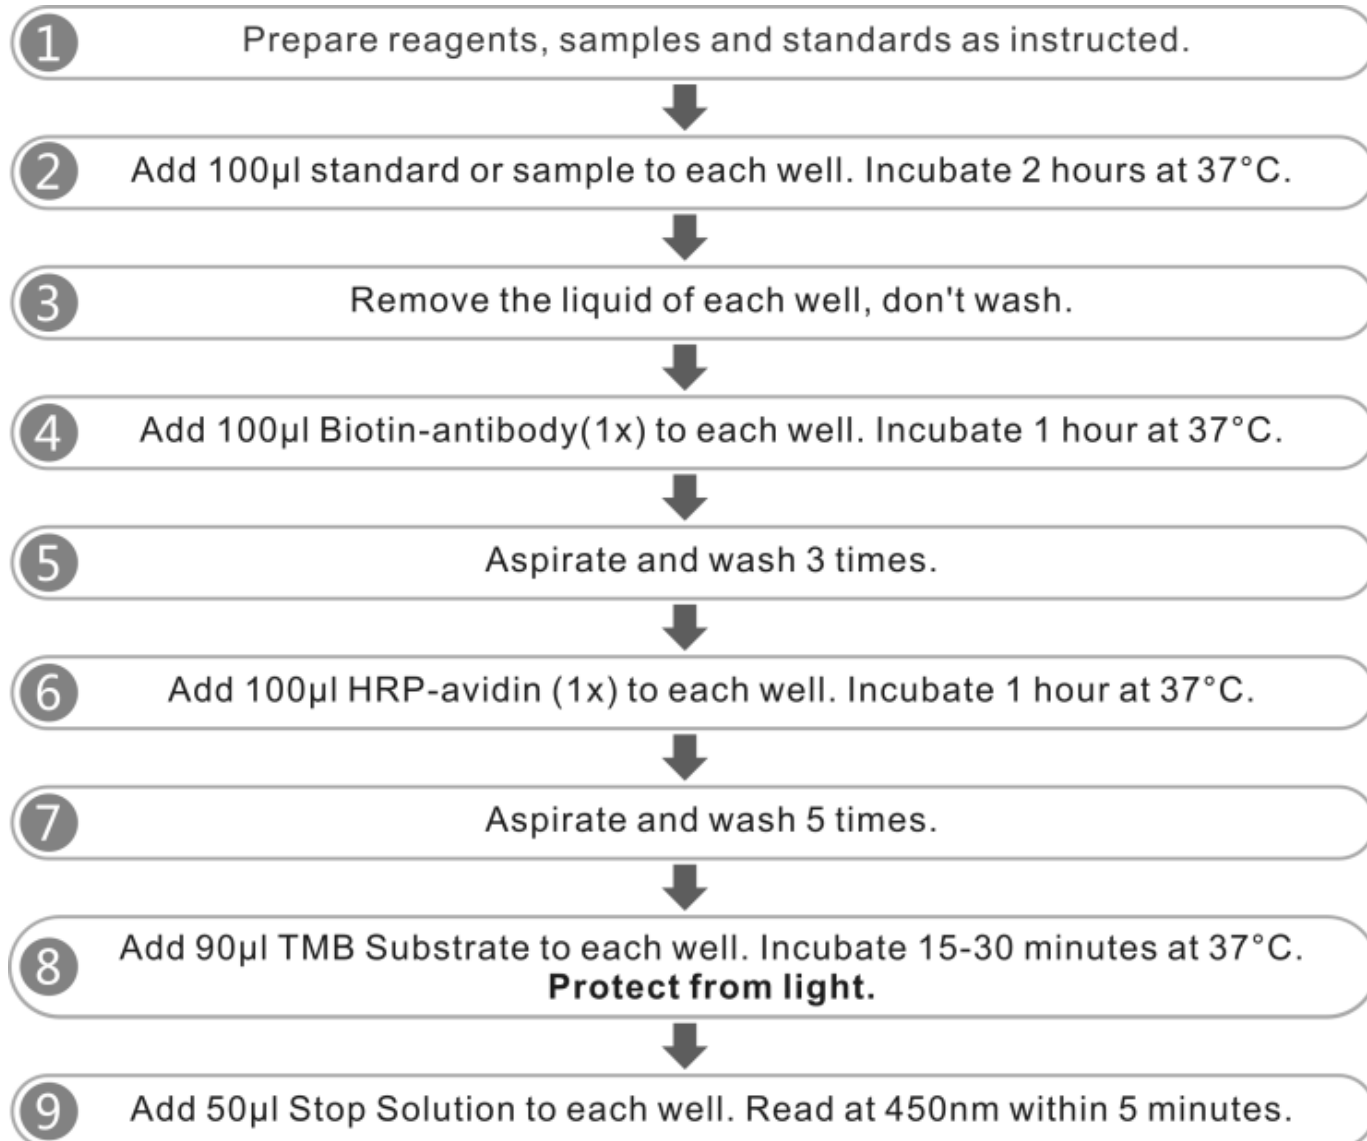 1 Prepare reagents, samples and standards as instructed.
2 Add 100µl standard or sample to each well. Incubate 2 hours at 37°C.
3 Remove the liquid of each well, don't wash.
4 Add 100µl Biotin-antibody(1x) to each well. Incubate 1 hour at 37°C.
5 Aspirate and wash 3 times.
6 Add 100µl HRP-avidin (1x) to each well. Incubate 1 hour at 37°C.
7 Aspirate and wash 5 times.
8 Add 90µl TMB Substrate to each well. Incubate 15-30 minutes at 37°C.
Protect from light.
9 Add 50µl Stop Solution to each well. Read at 450nm within 5 minutes.